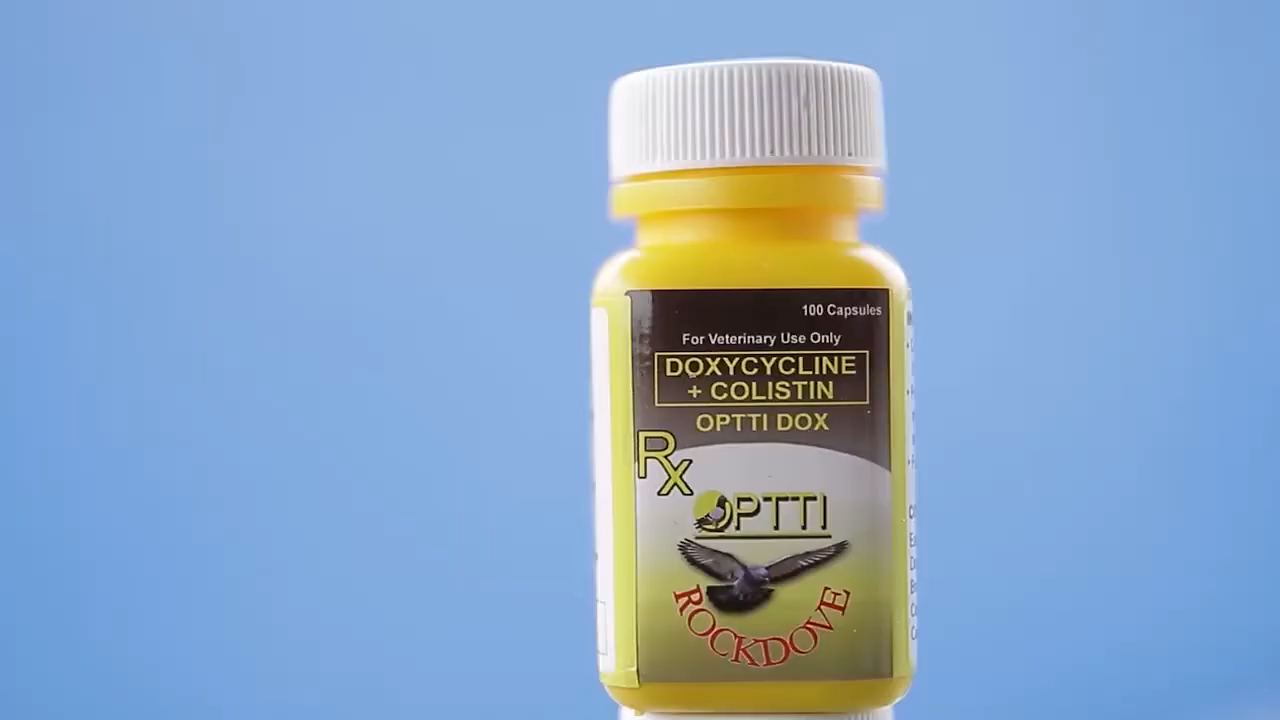 100 Capsules
For Veterinary Use Only
DOXYCYCLINE
+ COLISTIN
OPTTI DOX
Rx
OPTTI
ROCKDOVE